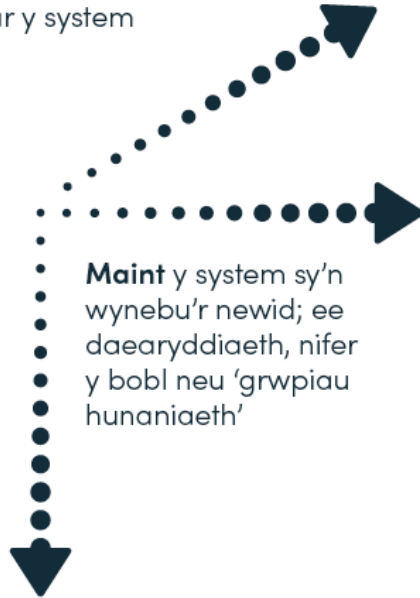 y system
Maint y system sy’n
wynebu’r newid; ee
daearyddiaeth, nifer
y bobl neu ‘grwpiau
hunaniaeth’